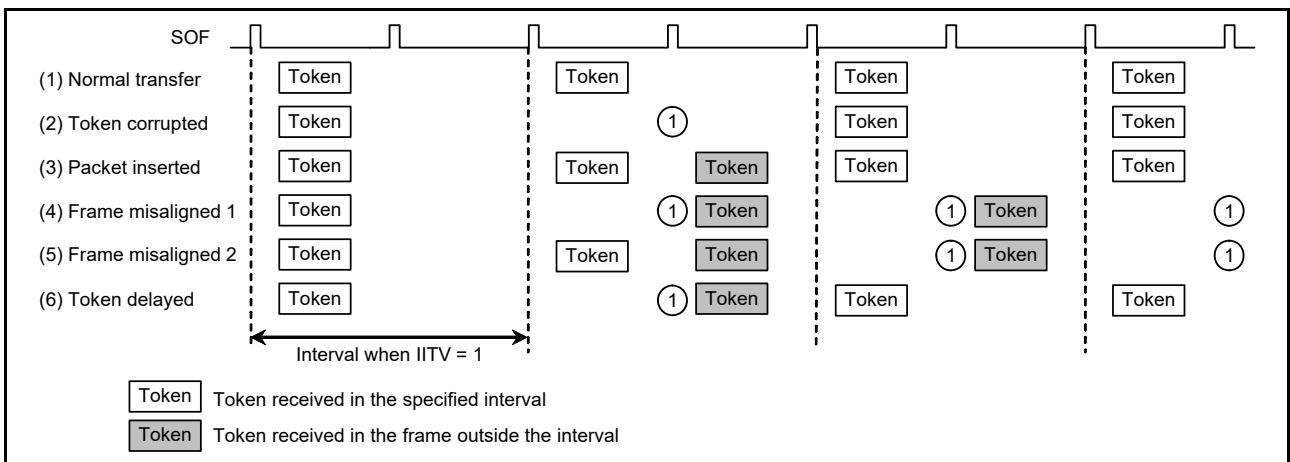 SOF
(1) Normal transfer Token Token Token Token
(2) Token corrupted Token 1 Token Token
(3) Packet inserted Token Token Token Token Token
(4) Frame misaligned 1 Token 1 Token 1 Token 1
(5) Frame misaligned 2 Token Token Token 1 Token 1
(6) Token delayed Token 1 Token Token Token
Interval when IITV = 1
Token Token received in the specified interval
Token Token received in the frame outside the interval